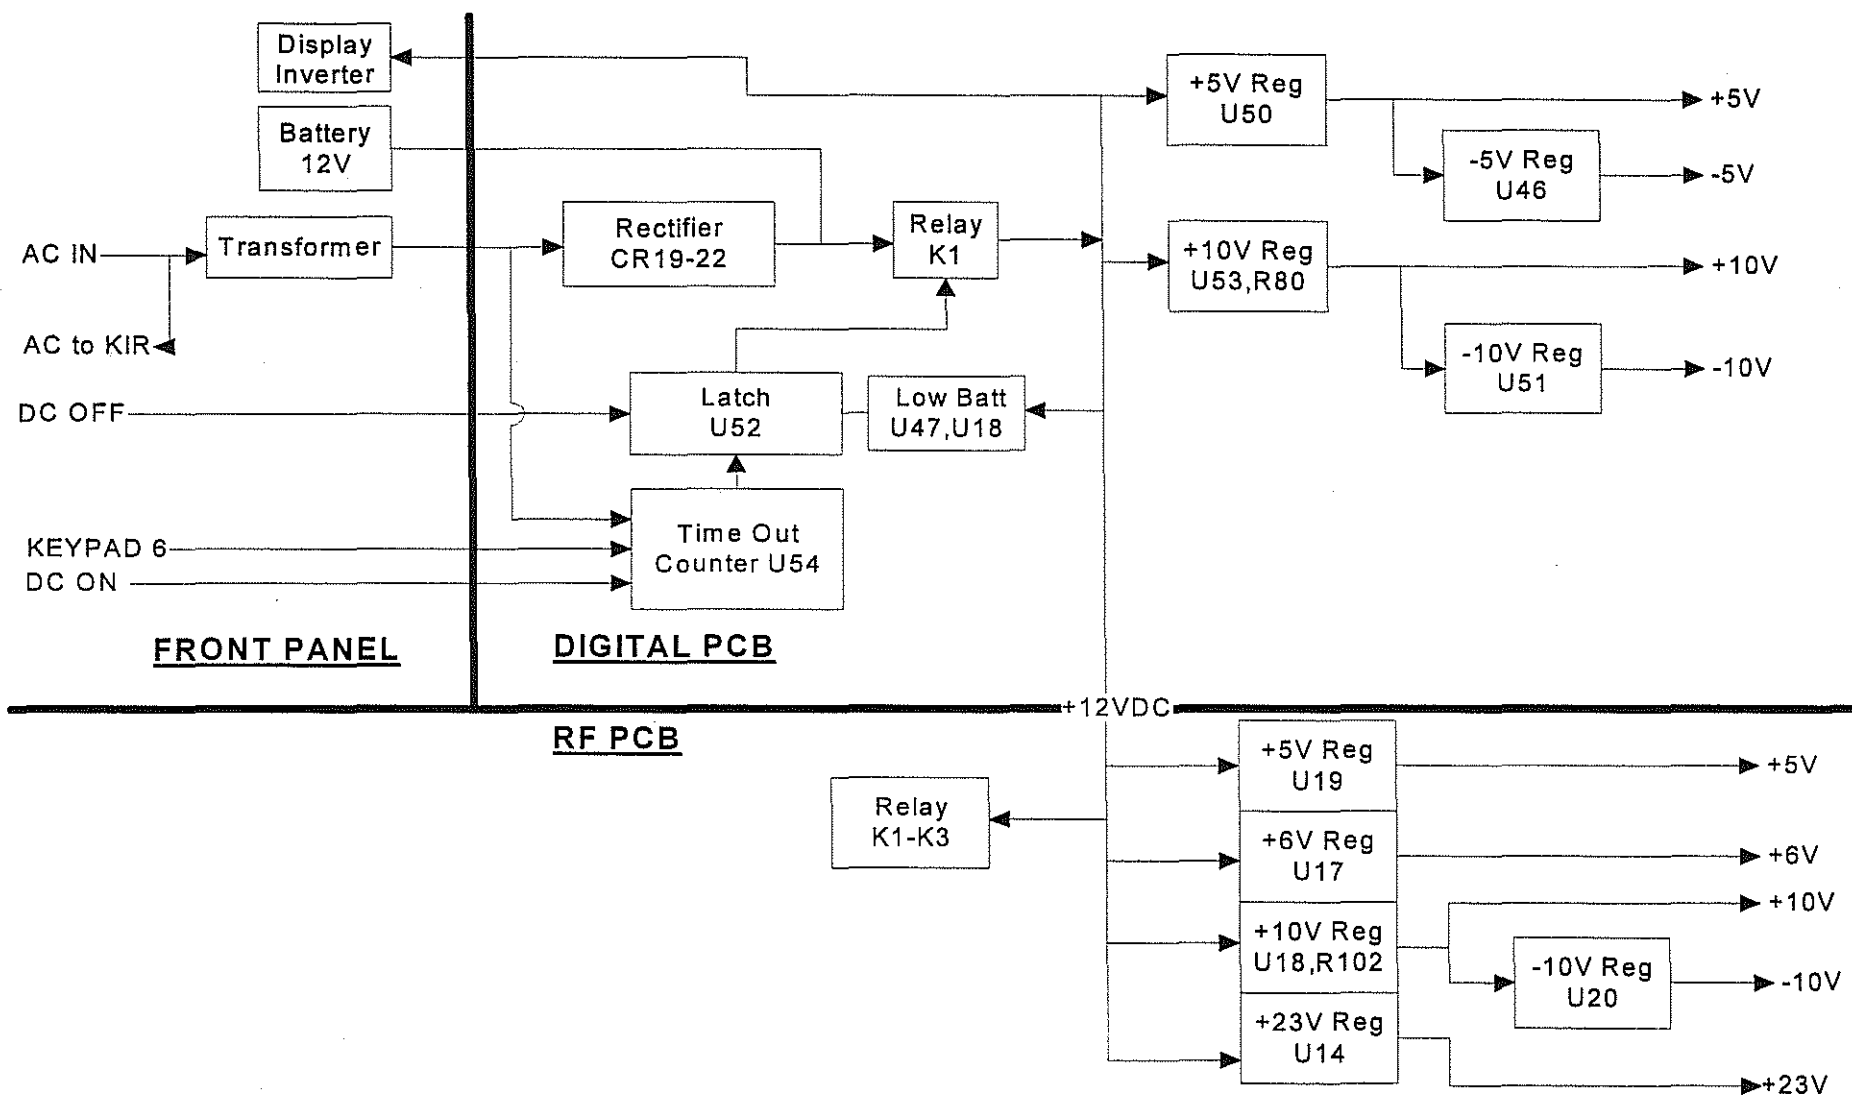 Display
Inverter
Battery
12V
AC IN
Transformer
AC to KIR
DC OFF
KEYPAD 6
DC ON
FRONT PANEL
Rectifier
CR19-22
Relay
K1
Latch
U52
Low Batt
U47,U18
Time Out
Counter U54
DIGITAL PCB
+5V Reg
U50
+5V
-5V Reg
U46
-5V
+10V Reg
U53,R80
+10V
-10V Reg
U51
-10V
+12VDC
RF PCB
Relay
K1-K3
+5V Reg
U19
+5V
+6V Reg
U17
+6V
+10V Reg
U18,R102
+10V
-10V Reg
U20
-10V
+23V Reg
U14
+23V